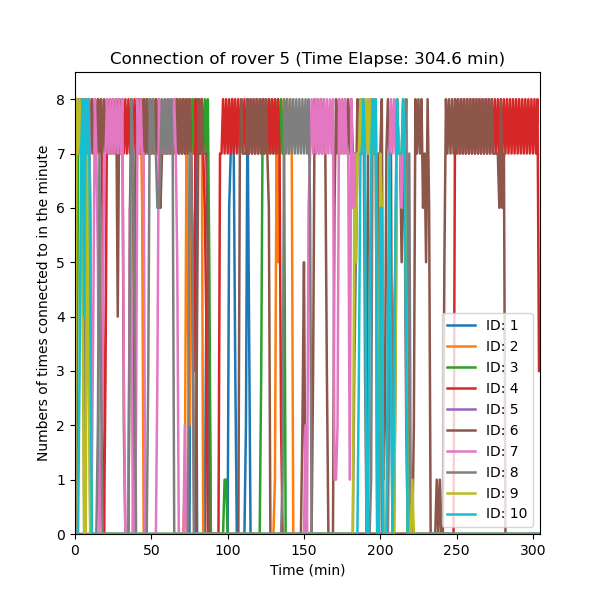 Connection of rover 5 (Time Elapse: 304.6 min)
Numbers of times connected to in the minute
8
7
6
5
4
3
2
1
0
ID: 1
ID: 2
ID: 3
ID: 4
ID: 5
ID: 6
ID: 7
ID: 8
ID: 9
ID: 10
0 50 100 150 200 250 300
Time (min)